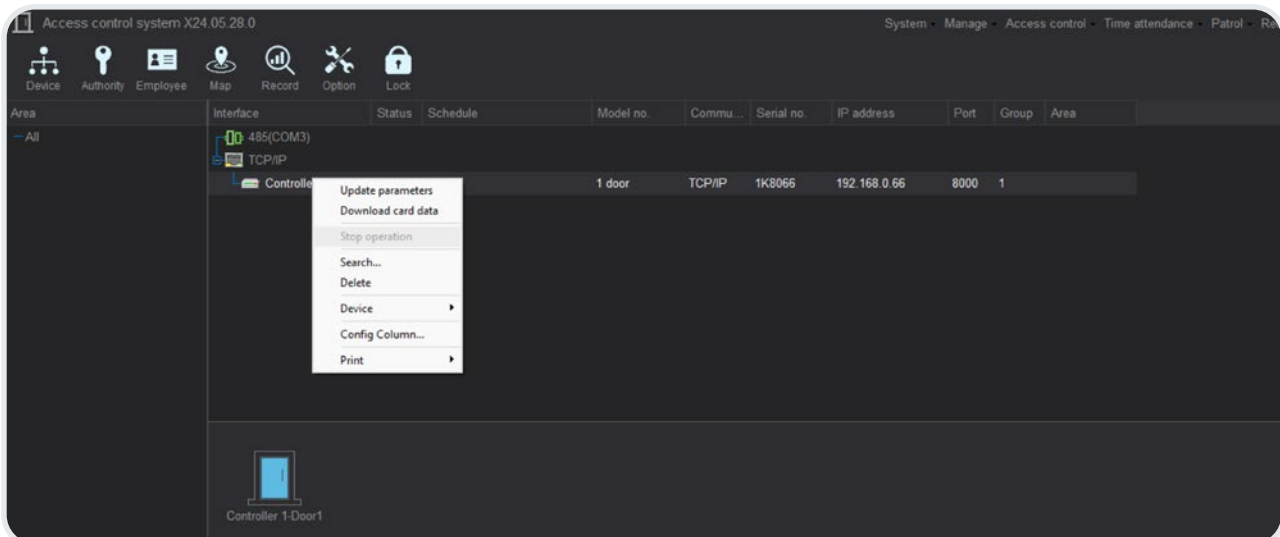 Access control system X24.05.28.0 System Manage Access control Time attendance Patrol
Device Authority Employee Map Record Option Lock
Area Interface Status Schedule Model no. Commu... Serial no. IP address Port Group Area
All 485(COM3)
TCP/IP
Controlle 1 door TCP/IP 1K8066 192.168.0.66 8000 1
Update parameters
Download card data
Stop operation
Search...
Delete
Device
Config Column...
Print
Controller 1-Door1